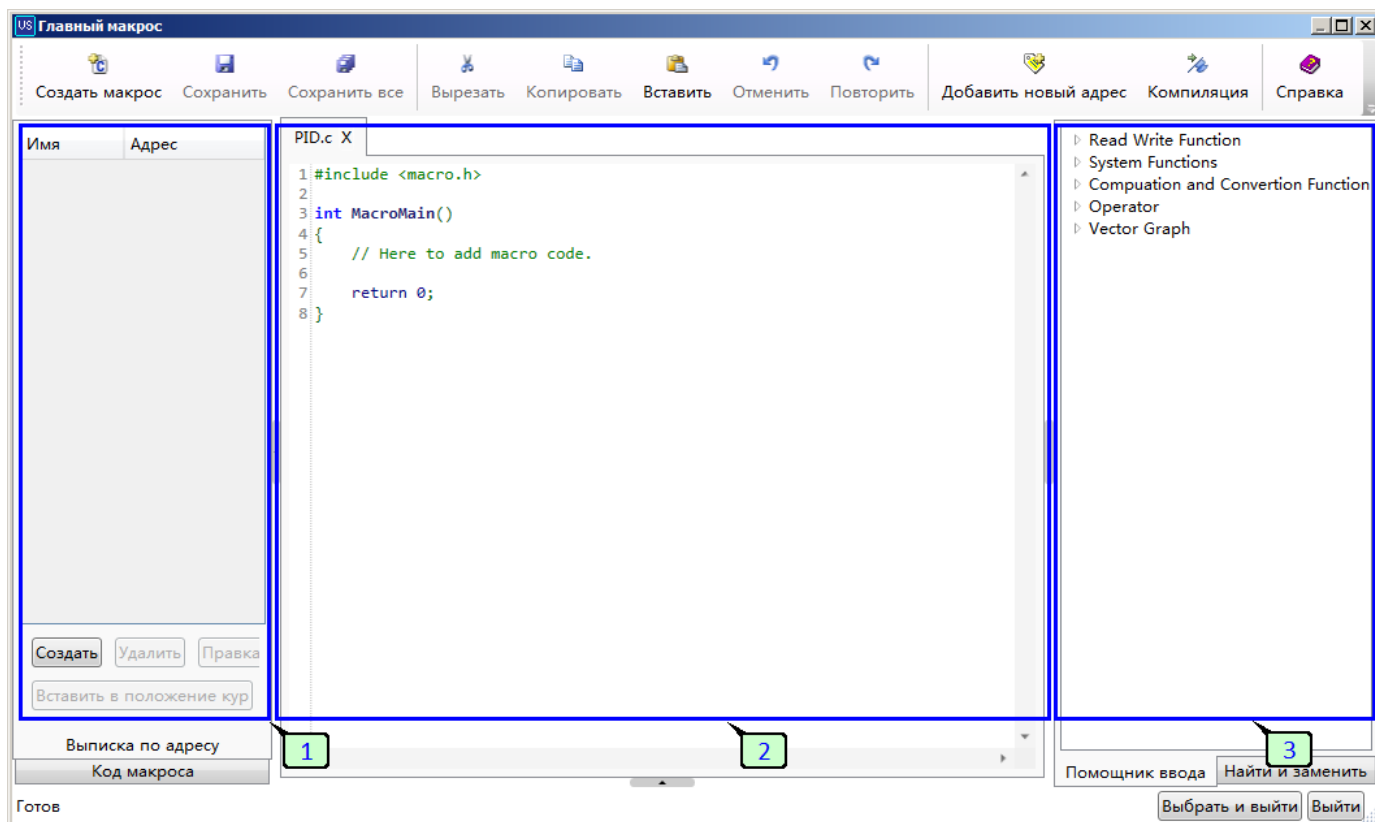 US Главный макрос
Создать макрос Сохранить Сохранить все Вырезать Копировать Вставить Отменить Повторить Добавить новый адрес Компиляция Справка
Имя Адрес
Создать Удалить Правка
Вставить в положение кур
Выписка по адресу
Код макроса
1
PID.c X
1 #include <macro.h>
2
3 int MacroMain()
4 {
5 // Here to add macro code.
6
7 return 0;
8 }
2
Read Write Function
System Functions
Compuation and Convertion Function
Operator
Vector Graph
3
Помощник ввода Найти и заменить
Готов
Выбрать и выйти Выйти